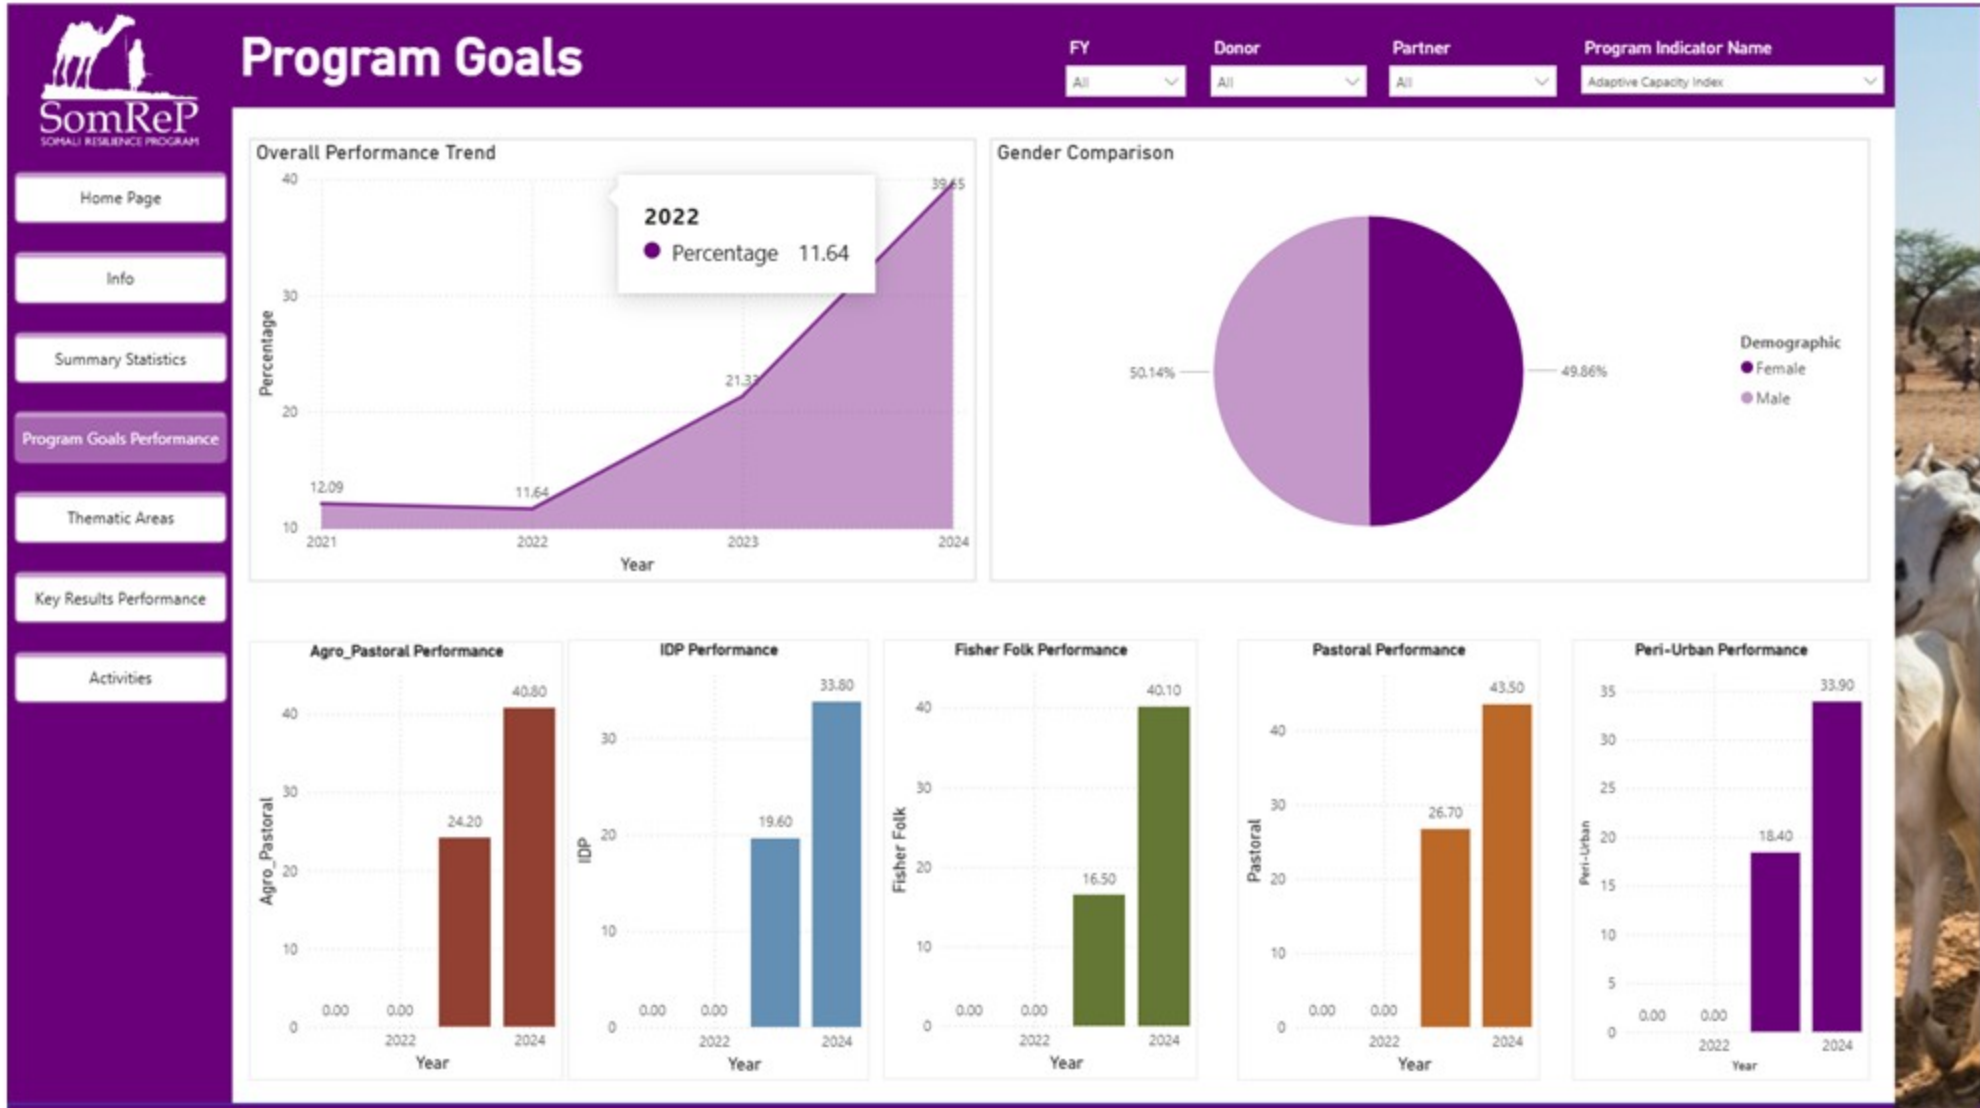 SomReP
SOMALI RESILIENCE PROGRAM
Program Goals
FY
All
Donor
All
Partner
All
Program Indicator Name
Adaptive Capacity Index
Home Page
Info
Summary Statistics
Program Goals Performance
Thematic Areas
Key Results Performance
Activities
Overall Performance Trend
40
30
20
10
Percentage
12.09
11.64
21.33
2022
Percentage 11.64
2021 2022 2023 2024
Year
Gender Comparison
50.14%
49.86%
Demographic
Female
Male
Agro_Pastoral Performance
Agro_Pastoral
40
30
20
10
0
0.00 0.00 24.20 40.80
2022 2024
Year
IDP Performance
IDP
30
20
10
0
0.00 0.00 19.60 33.80
2022 2024
Year
Fisher Folk Performance
Fisher Folk
40
30
20
10
0
0.00 0.00 16.50 40.10
2022 2024
Year
Pastoral Performance
Pastoral
40
30
20
10
0
0.00 0.00 26.70 43.50
2022 2024
Year
Peri-Urban Performance
Peri-Urban
35
30
25
20
15
10
5
0
0.00 0.00 18.40 33.90
2022 2024
Year